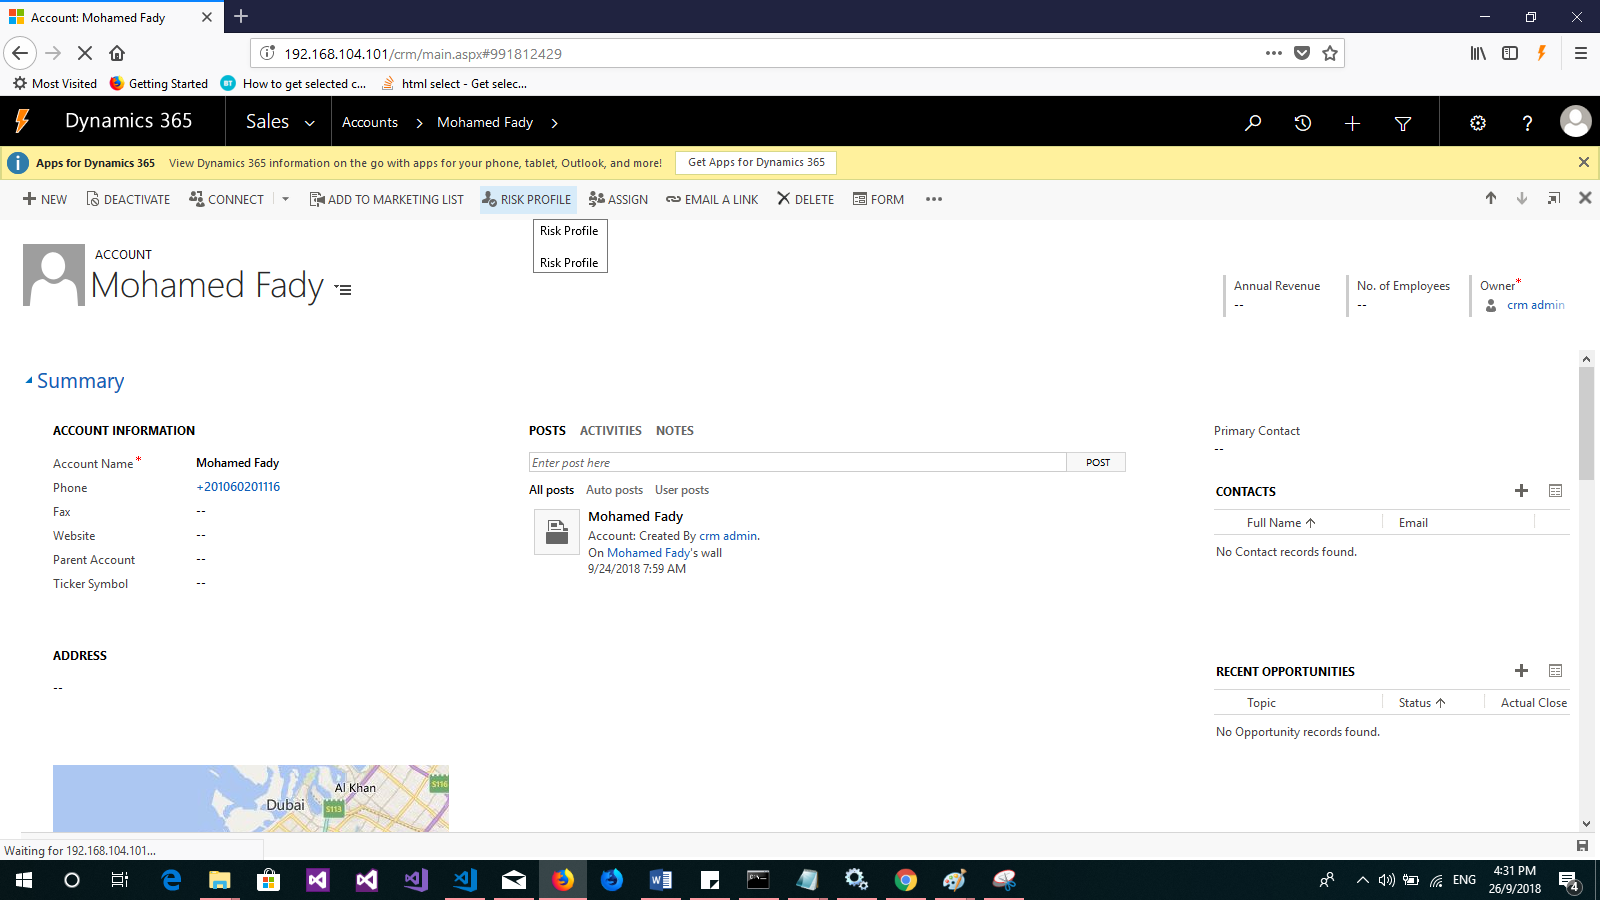 Account: Mohamed Fady
192.168.104.101/crm/main.aspx#991812429
Most Visited Getting Started How to get selected c... html select - Get selec...
Dynamics 365 Sales Accounts Mohamed Fady
Apps for Dynamics 365 View Dynamics 365 information on the go with apps for your phone, tablet, Outlook, and more! Get Apps for Dynamics 365
NEW DEACTIVATE CONNECT ADD TO MARKETING LIST RISK PROFILE ASSIGN EMAIL A LINK DELETE FORM
Risk Profile
Risk Profile
ACCOUNT
Mohamed Fady
Annual Revenue
--
No. of Employees
--
Owner*
crm admin
Summary
ACCOUNT INFORMATION
Account Name* Mohamed Fady
Phone +201060201116
Fax --
Website --
Parent Account --
Ticker Symbol --
ADDRESS
--
Al Khan
Dubai
S116
S113
POSTS ACTIVITIES NOTES
Enter post here POST
All posts Auto posts User posts
Mohamed Fady
Account: Created By crm admin.
On Mohamed Fady's wall
9/24/2018 7:59 AM
Primary Contact
--
CONTACTS
Full Name Email
No Contact records found.
RECENT OPPORTUNITIES
Topic Status Actual Close
No Opportunity records found.
Waiting for 192.168.104.101...
ENG
4:31 PM
26/9/2018
4